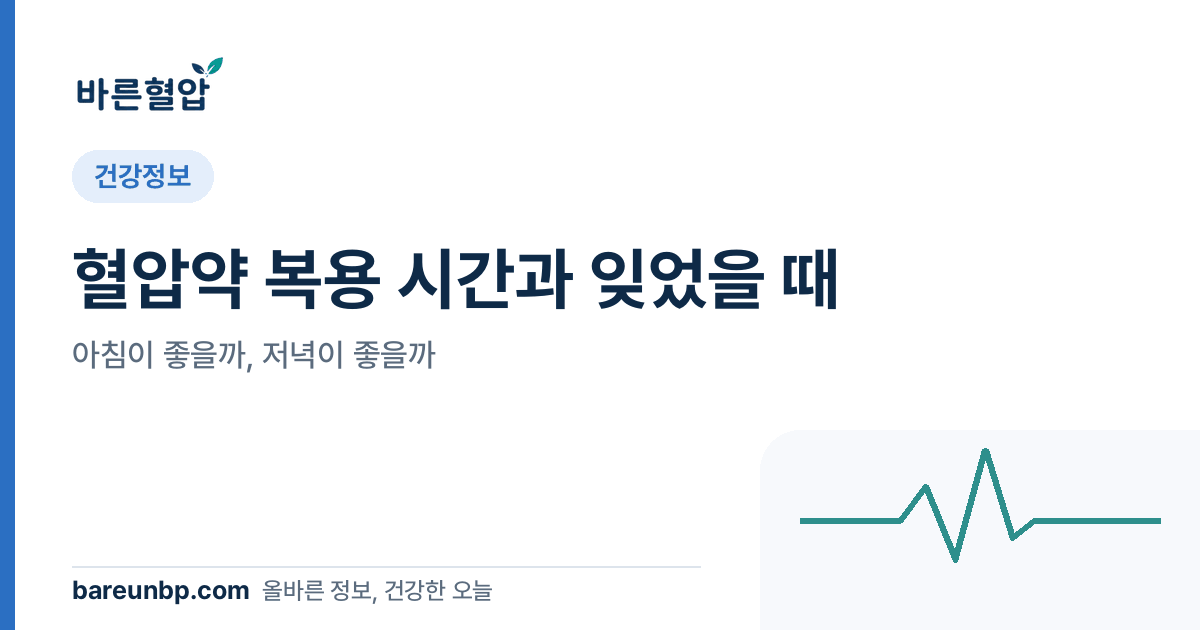 바른혈압
건강정보
혈압약 복용 시간과 잊었을 때
아침이 좋을까, 저녁이 좋을까
bareunbp.com 올바른 정보, 건강한 오늘